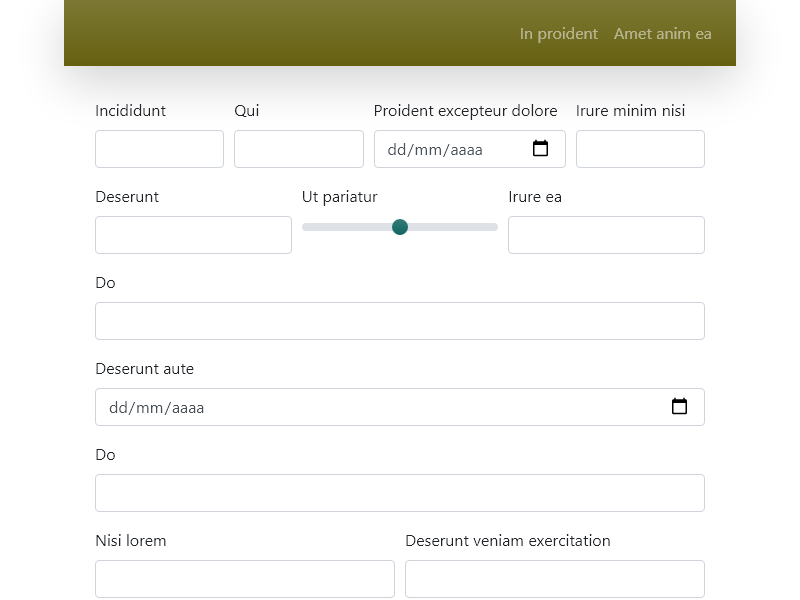 In proident Amet anim ea
Incididunt Qui Proident excepteur dolore Irure minim nisi
dd/mm/aaaa
Deserunt Ut pariatur Irure ea
Do
Deserunt aute
dd/mm/aaaa
Do
Nisi lorem Deserunt veniam exercitation